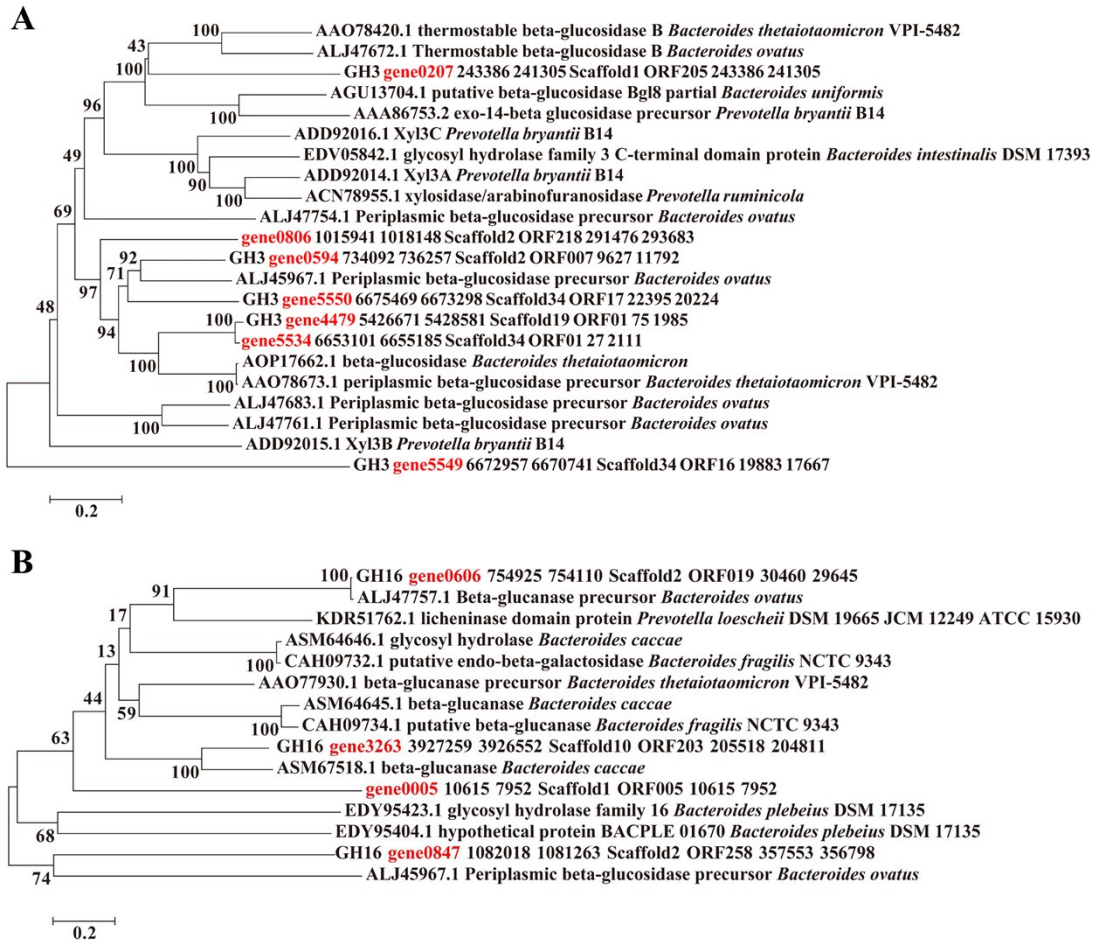 A
AAO78420.1 thermostable beta-glucosidase B Bacteroides thetaiotaomicron VPI-5482
100
43
ALJ47672.1 Thermostable beta-glucosidase B Bacteroides ovatus
100
GH3 gene0207 243386 241305 Scaffold1 ORF205 243386 241305
AGU13704.1 putative beta-glucosidase Bgl8 partial Bacteroides uniformis
96
100
AAA86753.2 exo-14-beta glucosidase precursor Prevotella bryantii B14
ADD92016.1 Xyl3C Prevotella bryantii B14
49
100
EDV05842.1 glycosyl hydrolase family 3 C-terminal domain protein Bacteroides intestinalis DSM 17393
90
ADD92014.1 Xyl3A Prevotella bryantii B14
100
ACN78955.1 xylosidase/arabinofuranosidase Prevotella ruminicola
69
ALJ47754.1 Periplasmic beta-glucosidase precursor Bacteroides ovatus
gene0806 1015941 1018148 Scaffold2 ORF218 291476 293683
92
GH3 gene0594 734092 736257 Scaffold2 ORF007 9627 11792
71
97
ALJ45967.1 Periplasmic beta-glucosidase precursor Bacteroides ovatus
48
GH3 gene5550 6675469 6673298 Scaffold34 ORF17 22395 20224
94
100
GH3 gene4479 5426671 5428581 Scaffold19 ORF01 75 1985
gene5534 6653101 6655185 Scaffold34 ORF01 27 2111
100
AOP17662.1 beta-glucosidase Bacteroides thetaiotaomicron
100
AAO78673.1 periplasmic beta-glucosidase precursor Bacteroides thetaiotaomicron VPI-5482
ALJ47683.1 Periplasmic beta-glucosidase precursor Bacteroides ovatus
100
ALJ47761.1 Periplasmic beta-glucosidase precursor Bacteroides ovatus
ADD92015.1 Xyl3B Prevotella bryantii B14
GH3 gene5549 6672957 6670741 Scaffold34 ORF16 19883 17667
0.2
B
100
GH16 gene0606 754925 754110 Scaffold2 ORF019 30460 29645
91
ALJ47757.1 Beta-glucanase precursor Bacteroides ovatus
17
KDR51762.1 licheninase domain protein Prevotella loescheii DSM 19665 JCM 12249 ATCC 15930
13
ASM64646.1 glycosyl hydrolase Bacteroides caccae
100
CAH09732.1 putative endo-beta-galactosidase Bacteroides fragilis NCTC 9343
AAO77930.1 beta-glucanase precursor Bacteroides thetaiotaomicron VPI-5482
44
59
ASM64645.1 beta-glucanase Bacteroides caccae
100
CAH09734.1 putative beta-glucanase Bacteroides fragilis NCTC 9343
63
GH16 gene3263 3927259 3926552 Scaffold10 ORF203 205518 204811
100
ASM67518.1 beta-glucanase Bacteroides caccae
gene0005 10615 7952 Scaffold1 ORF005 10615 7952
EDY95423.1 glycosyl hydrolase family 16 Bacteroides plebeius DSM 17135
68
EDY95404.1 hypothetical protein BACPLE 01670 Bacteroides plebeius DSM 17135
GH16 gene0847 1082018 1081263 Scaffold2 ORF258 357553 356798
74
ALJ45967.1 Periplasmic beta-glucosidase precursor Bacteroides ovatus
0.2